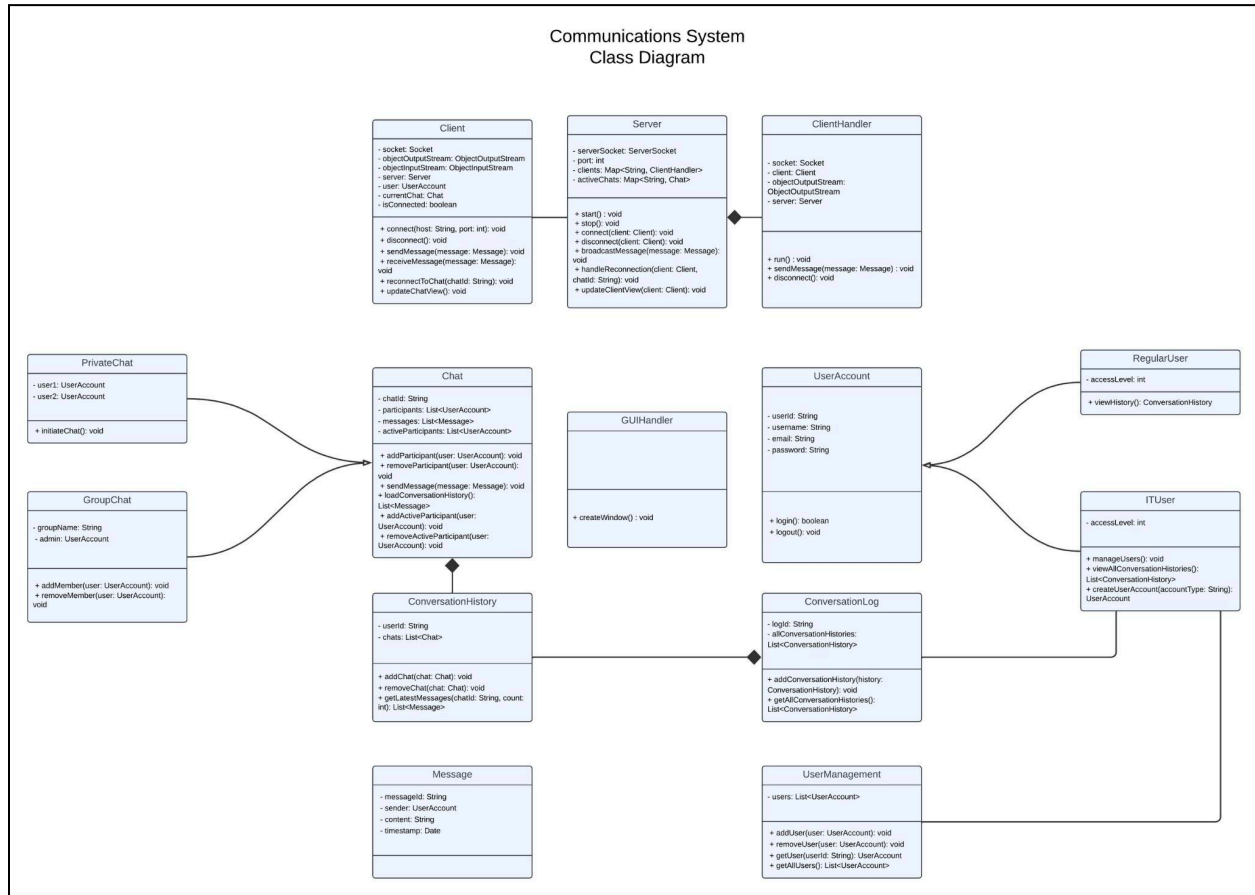 Communications System
Class Diagram
Client
- socket: Socket
- objectOutputStream: ObjectOutputStream
- objectInputStream: ObjectInputStream
- server: Server
- user: UserAccount
- currentChat: Chat
- isConnected: boolean
+ connect(host: String, port: int): void
+ disconnect(): void
+ sendMessage(message: Message): void
+ receiveMessage(message: Message):
void
+ reconnectToChat(chatId: String): void
+ updateChatView(): void
Server
- serverSocket: ServerSocket
- port: int
- clients: Map<String, ClientHandler>
- activeChats: Map<String, Chat>
+ start() : void
+ stop(): void
+ connect(client: Client): void
+ disconnect(client: Client): void
+ broadcastMessage(message: Message):
void
+ handleReconnection(client: Client,
chatId: String): void
+ updateClientView(client: Client): void
ClientHandler
- socket: Socket
- client: Client
- objectOutputStream:
ObjectOutputStream
- server: Server
+ run() : void
+ sendMessage(message: Message) : void
+ disconnect(): void
PrivateChat
- user1: UserAccount
- user2: UserAccount
+ initiateChat(): void
Chat
- chatId: String
- participants: List<UserAccount>
- messages: List<Message>
- activeParticipants: List<UserAccount>
+ addParticipant(user: UserAccount): void
+ removeParticipant(user: UserAccount):
void
+ sendMessage(message: Message): void
+ loadConversationHistory():
List<Message>
+ addActiveParticipant(user:
UserAccount): void
+ removeActiveParticipant(user:
UserAccount): void
GUIHandler
+ createWindow() : void
UserAccount
- userId: String
- username: String
- email: String
- password: String
+ login(): boolean
+ logout(): void
RegularUser
- accessLevel: int
+ viewHistory(): ConversationHistory
GroupChat
- groupName: String
- admin: UserAccount
+ addMember(user: UserAccount): void
+ removeMember(user: UserAccount):
void
ITUser
- accessLevel: int
+ manageUsers(): void
+ viewAllConversationHistories():
List<ConversationHistory>
+ createUserAccount(accountType: String):
UserAccount
ConversationHistory
- userId: String
- chats: List<Chat>
+ addChat(chat: Chat): void
+ removeChat(chat: Chat): void
+ getLatestMessages(chatId: String, count:
int): List<Message>
ConversationLog
- logId: String
- allConversationHistories:
List<ConversationHistory>
+ addConversationHistory(history:
ConversationHistory): void
+ getAllConversationHistories():
List<ConversationHistory>
Message
- messageId: String
- sender: UserAccount
- content: String
- timestamp: Date
UserManagement
- users: List<UserAccount>
+ addUser(user: UserAccount): void
+ removeUser(user: UserAccount): void
+ getUser(userId: String): UserAccount
+ getAllUsers(): List<UserAccount>